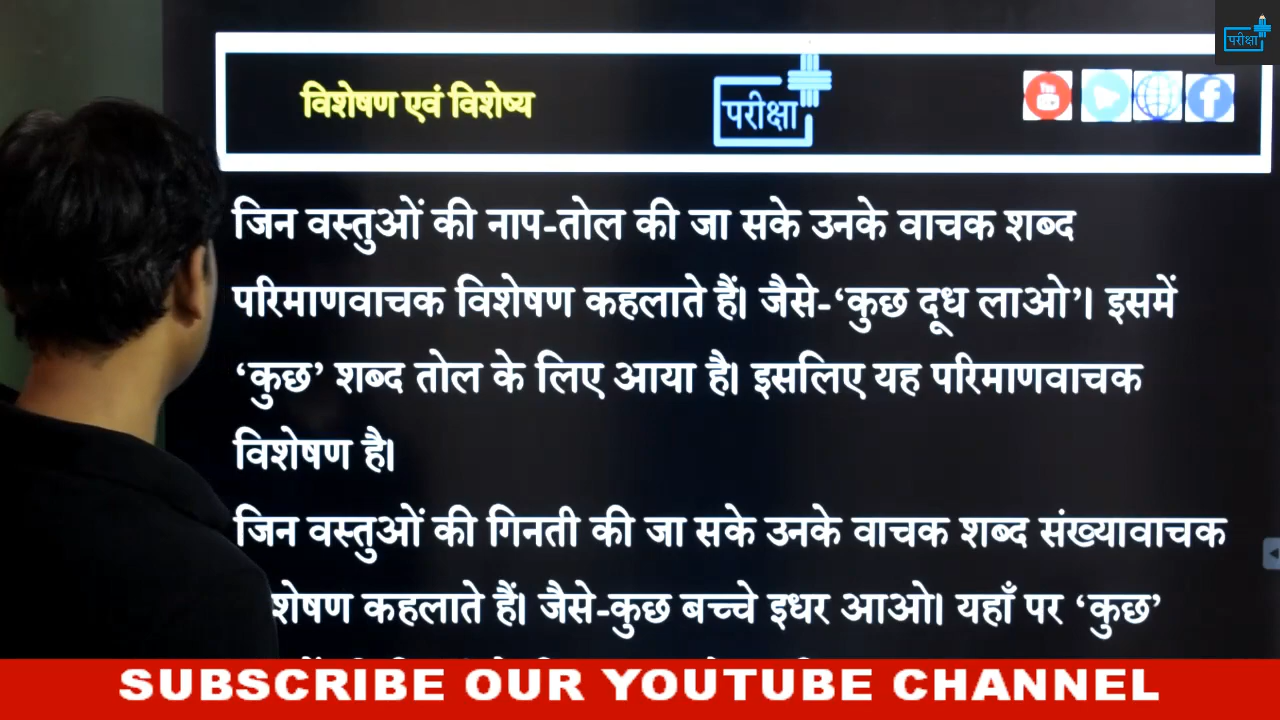 परीक्षा
विशेषण एवं विशेष्य
परीक्षा
You
जिन वस्तुओं की नाप-तोल की जा सके उनके वाचक शब्द
परिमाणवाचक विशेषण कहलाते हैं। जैसे-‘कुछ दूध लाओ’। इसमें
‘कुछ’ शब्द तोल के लिए आया है। इसलिए यह परिमाणवाचक
विशेषण है।
जिन वस्तुओं की गिनती की जा सके उनके वाचक शब्द संख्यावाचक
शेषण कहलाते हैं। जैसे-कुछ बच्चे इधर आओ। यहाँ पर ‘कुछ’
SUBSCRIBE OUR YOUTUBE CHANNEL